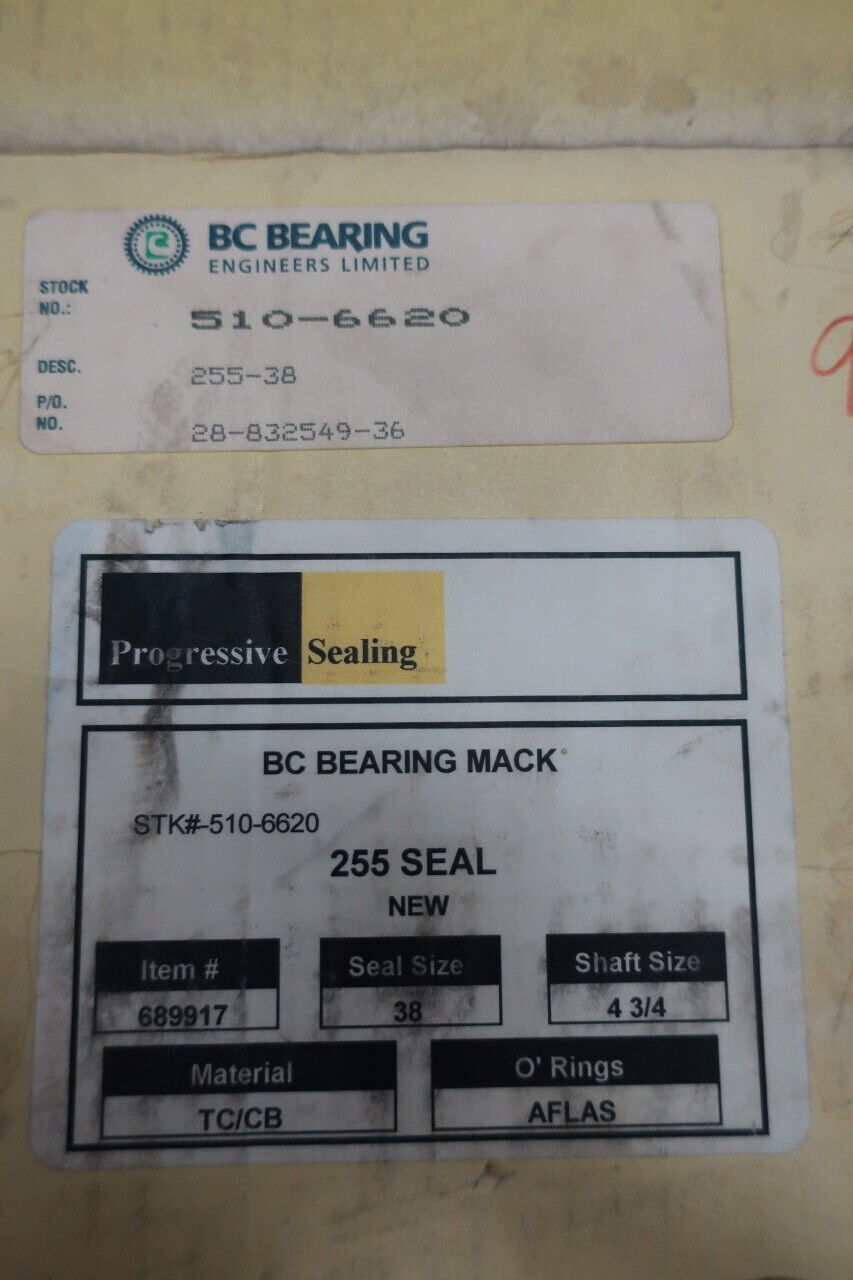 BC BEARING
ENGINEERS LIMITED
STOCK
NO.: 510-6620
DESC. 255-38
P/O.
NO. 28-832549-36
Progressive Sealing
BC BEARING MACK
STK#-510-6620
255 SEAL
NEW
Item # Seal Size Shaft Size
689917 38 4 3/4
Material O' Rings
TC/CB AFLAS